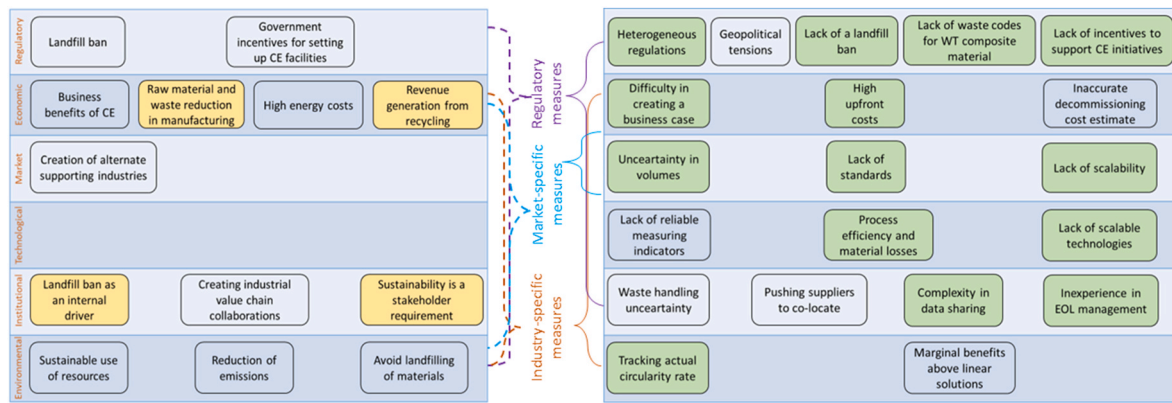 Regulatory
Landfill ban
Government
incentives for setting
up CE facilities
Economic
Business
benefits of CE
Raw material and
waste reduction in
manufacturing
High energy costs
Revenue
generation from
recycling
Market
Creation of alternate
supporting industries
Technological
Institutional
Landfill ban as
an internal
driver
Creating industrial
value chain
collaborations
Sustainability is a
stakeholder
requirement
Environmental
Sustainable use
of resources
Reduction of
emissions
Avoid landfilling
of materials
Regulatory
measures
Market-specific
measures
Industry-specific
measures
Heterogeneous
regulations
Geopolitical
tensions
Lack of a landfill
ban
Lack of waste codes
for WT composite
material
Lack of incentives to
support CE initiatives
Difficulty in
creating a
business case
High
upfront
costs
Inaccurate
decommissioning
cost estimate
Uncertainty in
volumes
Lack of
standards
Lack of scalability
Lack of reliable
measuring
indicators
Process
efficiency and
material losses
Lack of scalable
technologies
Waste handling
uncertainty
Pushing suppliers
to co-locate
Complexity in
data sharing
Inexperience in
EOL management
Tracking actual
circularity rate
Marginal benefits
above linear
solutions